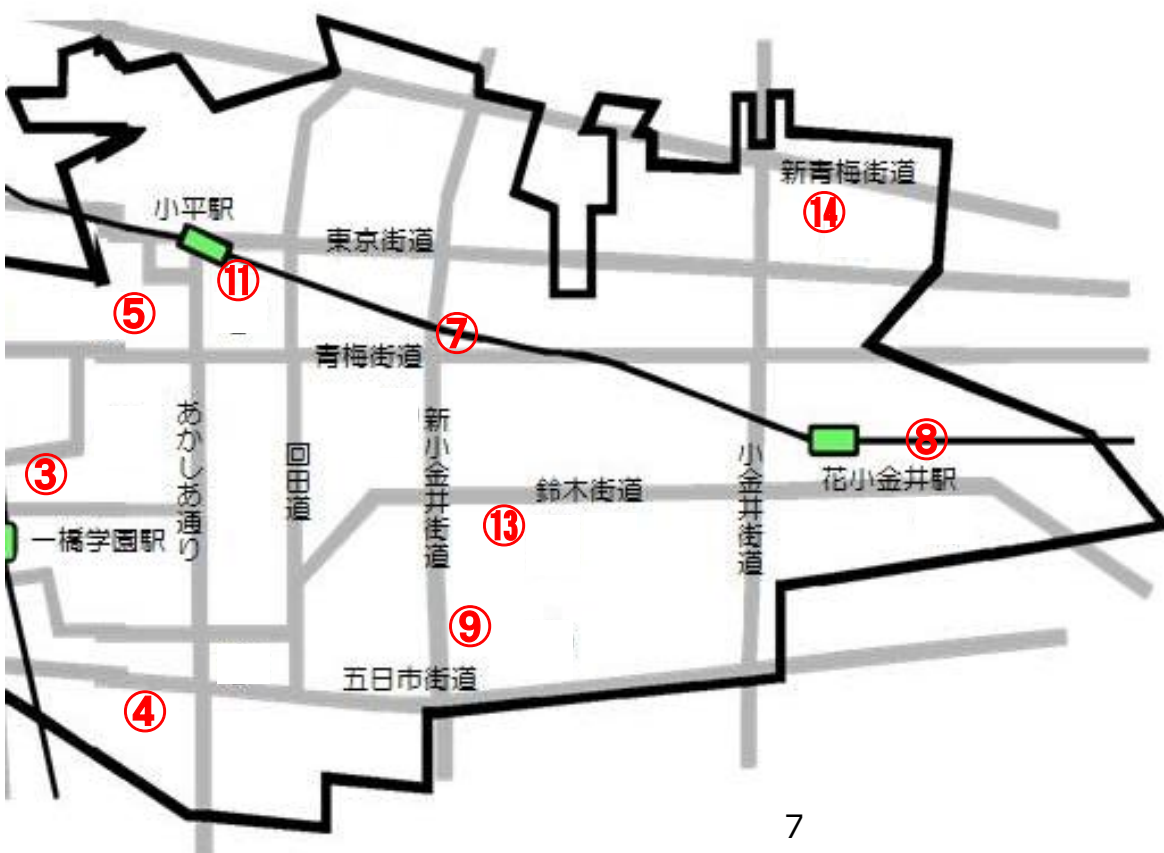 新青梅街道
⑭
小平駅
東京街道
⑪
⑤
⑦
青梅街道
あかしあ通り
回田道
新小金井街道
小金井街道
⑧
花小金井駅
③
鈴木街道
⑬
一橋学園駅
⑨
五日市街道
④
7